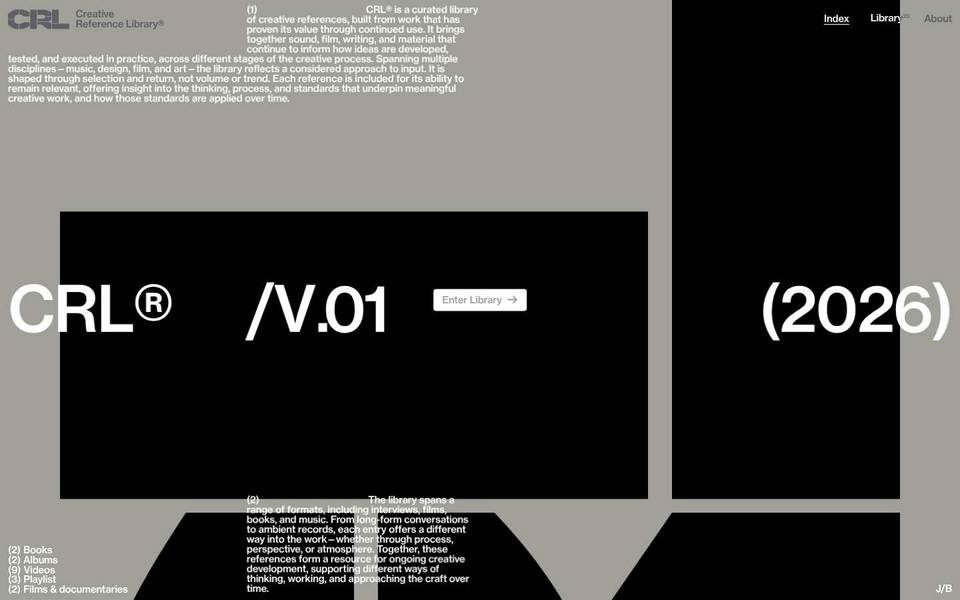 CRL Creative
Reference Library®
(1) CRL® is a curated library
of creative references, built from work that has
proven its value through continued use. It brings
together sound, film, writing, and material that
continue to inform how ideas are developed,
tested, and executed in practice, across different stages of the creative process. Spanning multiple
disciplines – music, design, film, and art – the library reflects a considered approach to input. It is
shaped through selection and return, not volume or trend. Each reference is included for its ability to
remain relevant, offering insight into the thinking, process, and standards that underpin meaningful
creative work, and how those standards are applied over time.
Index Library About
CRL® /V.01 Enter Library → (2026)
(2) The library spans a
range of formats, including interviews, films,
books, and music. From long-form conversations
to ambient records, each entry offers a different
way into the work – whether through process,
perspective, or atmosphere. Together, these
references form a resource for ongoing creative
development, supporting different ways of
thinking, working, and approaching the craft over
time.
(2) Books
(2) Albums
(9) Videos
(3) Playlist
(2) Films & documentaries
J/B